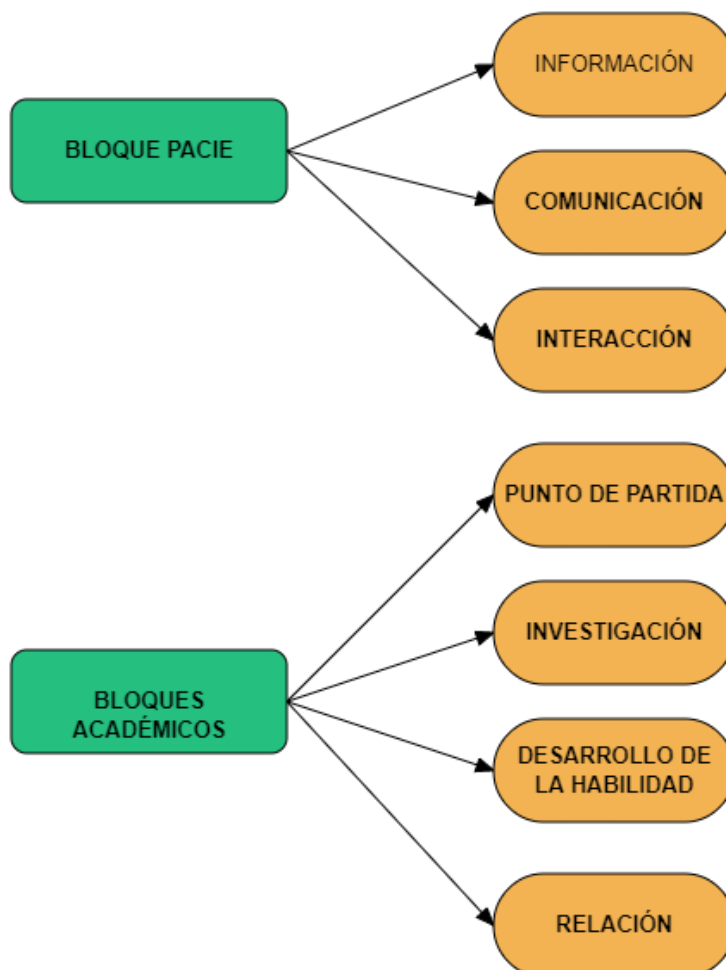 BLOQUE PACIE
INFORMACIÓN
COMUNICACIÓN
INTERACCIÓN
BLOQUES
ACADÉMICOS
PUNTO DE PARTIDA
INVESTIGACIÓN
DESARROLLO DE
LA HABILIDAD
RELACIÓN